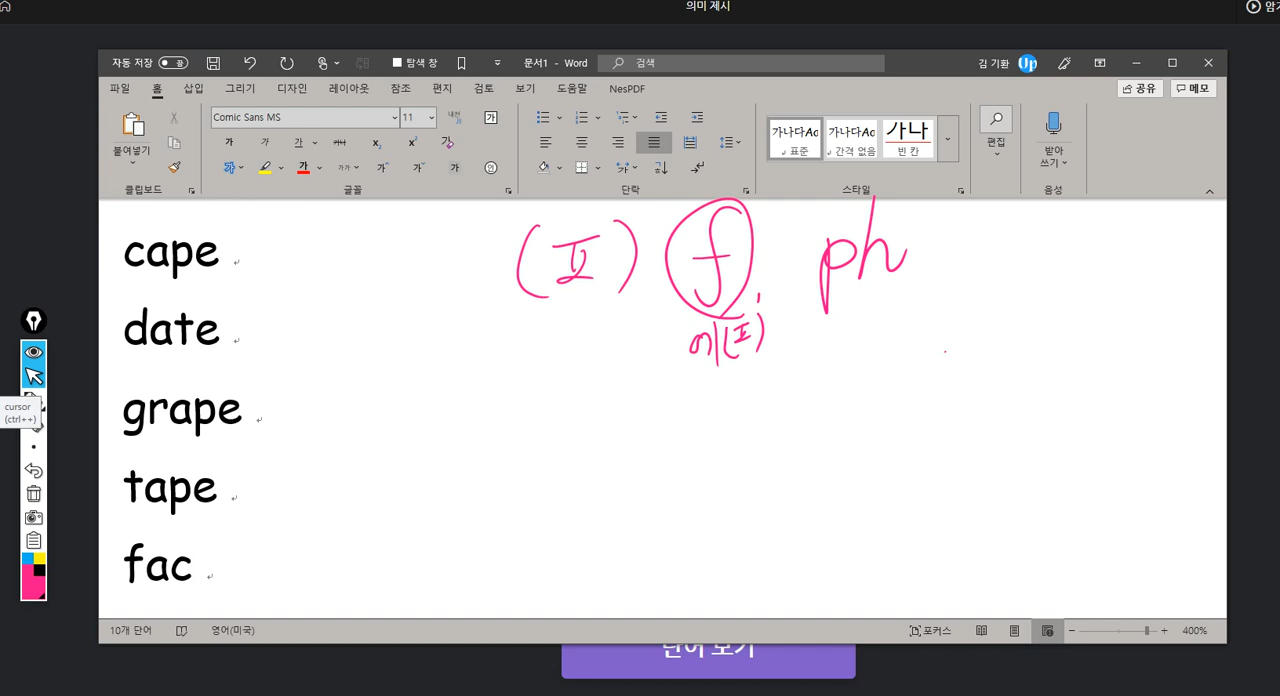 의미 제시
암기
자동 저장 끔 탐색 창 문서1 - Word 검색 김 기환 Up
파일 홈 삽입 그리기 디자인 레이아웃 참조 편지 검토 보기 도움말 NesPDF 공유 메모
Comic Sans MS 11
붙여넣기
가나다Aa 가나다Aa 가나
표준 간격 없음 빈 칸
편집
받아
쓰기
클립보드 글꼴 단락 스타일 음성
cape
date
grape
tape
fac
(ㅍ) f ph
에(ㅍ)
cursor
(ctrl++)
10개 단어 영어(미국) 포커스 400%
단어 보기